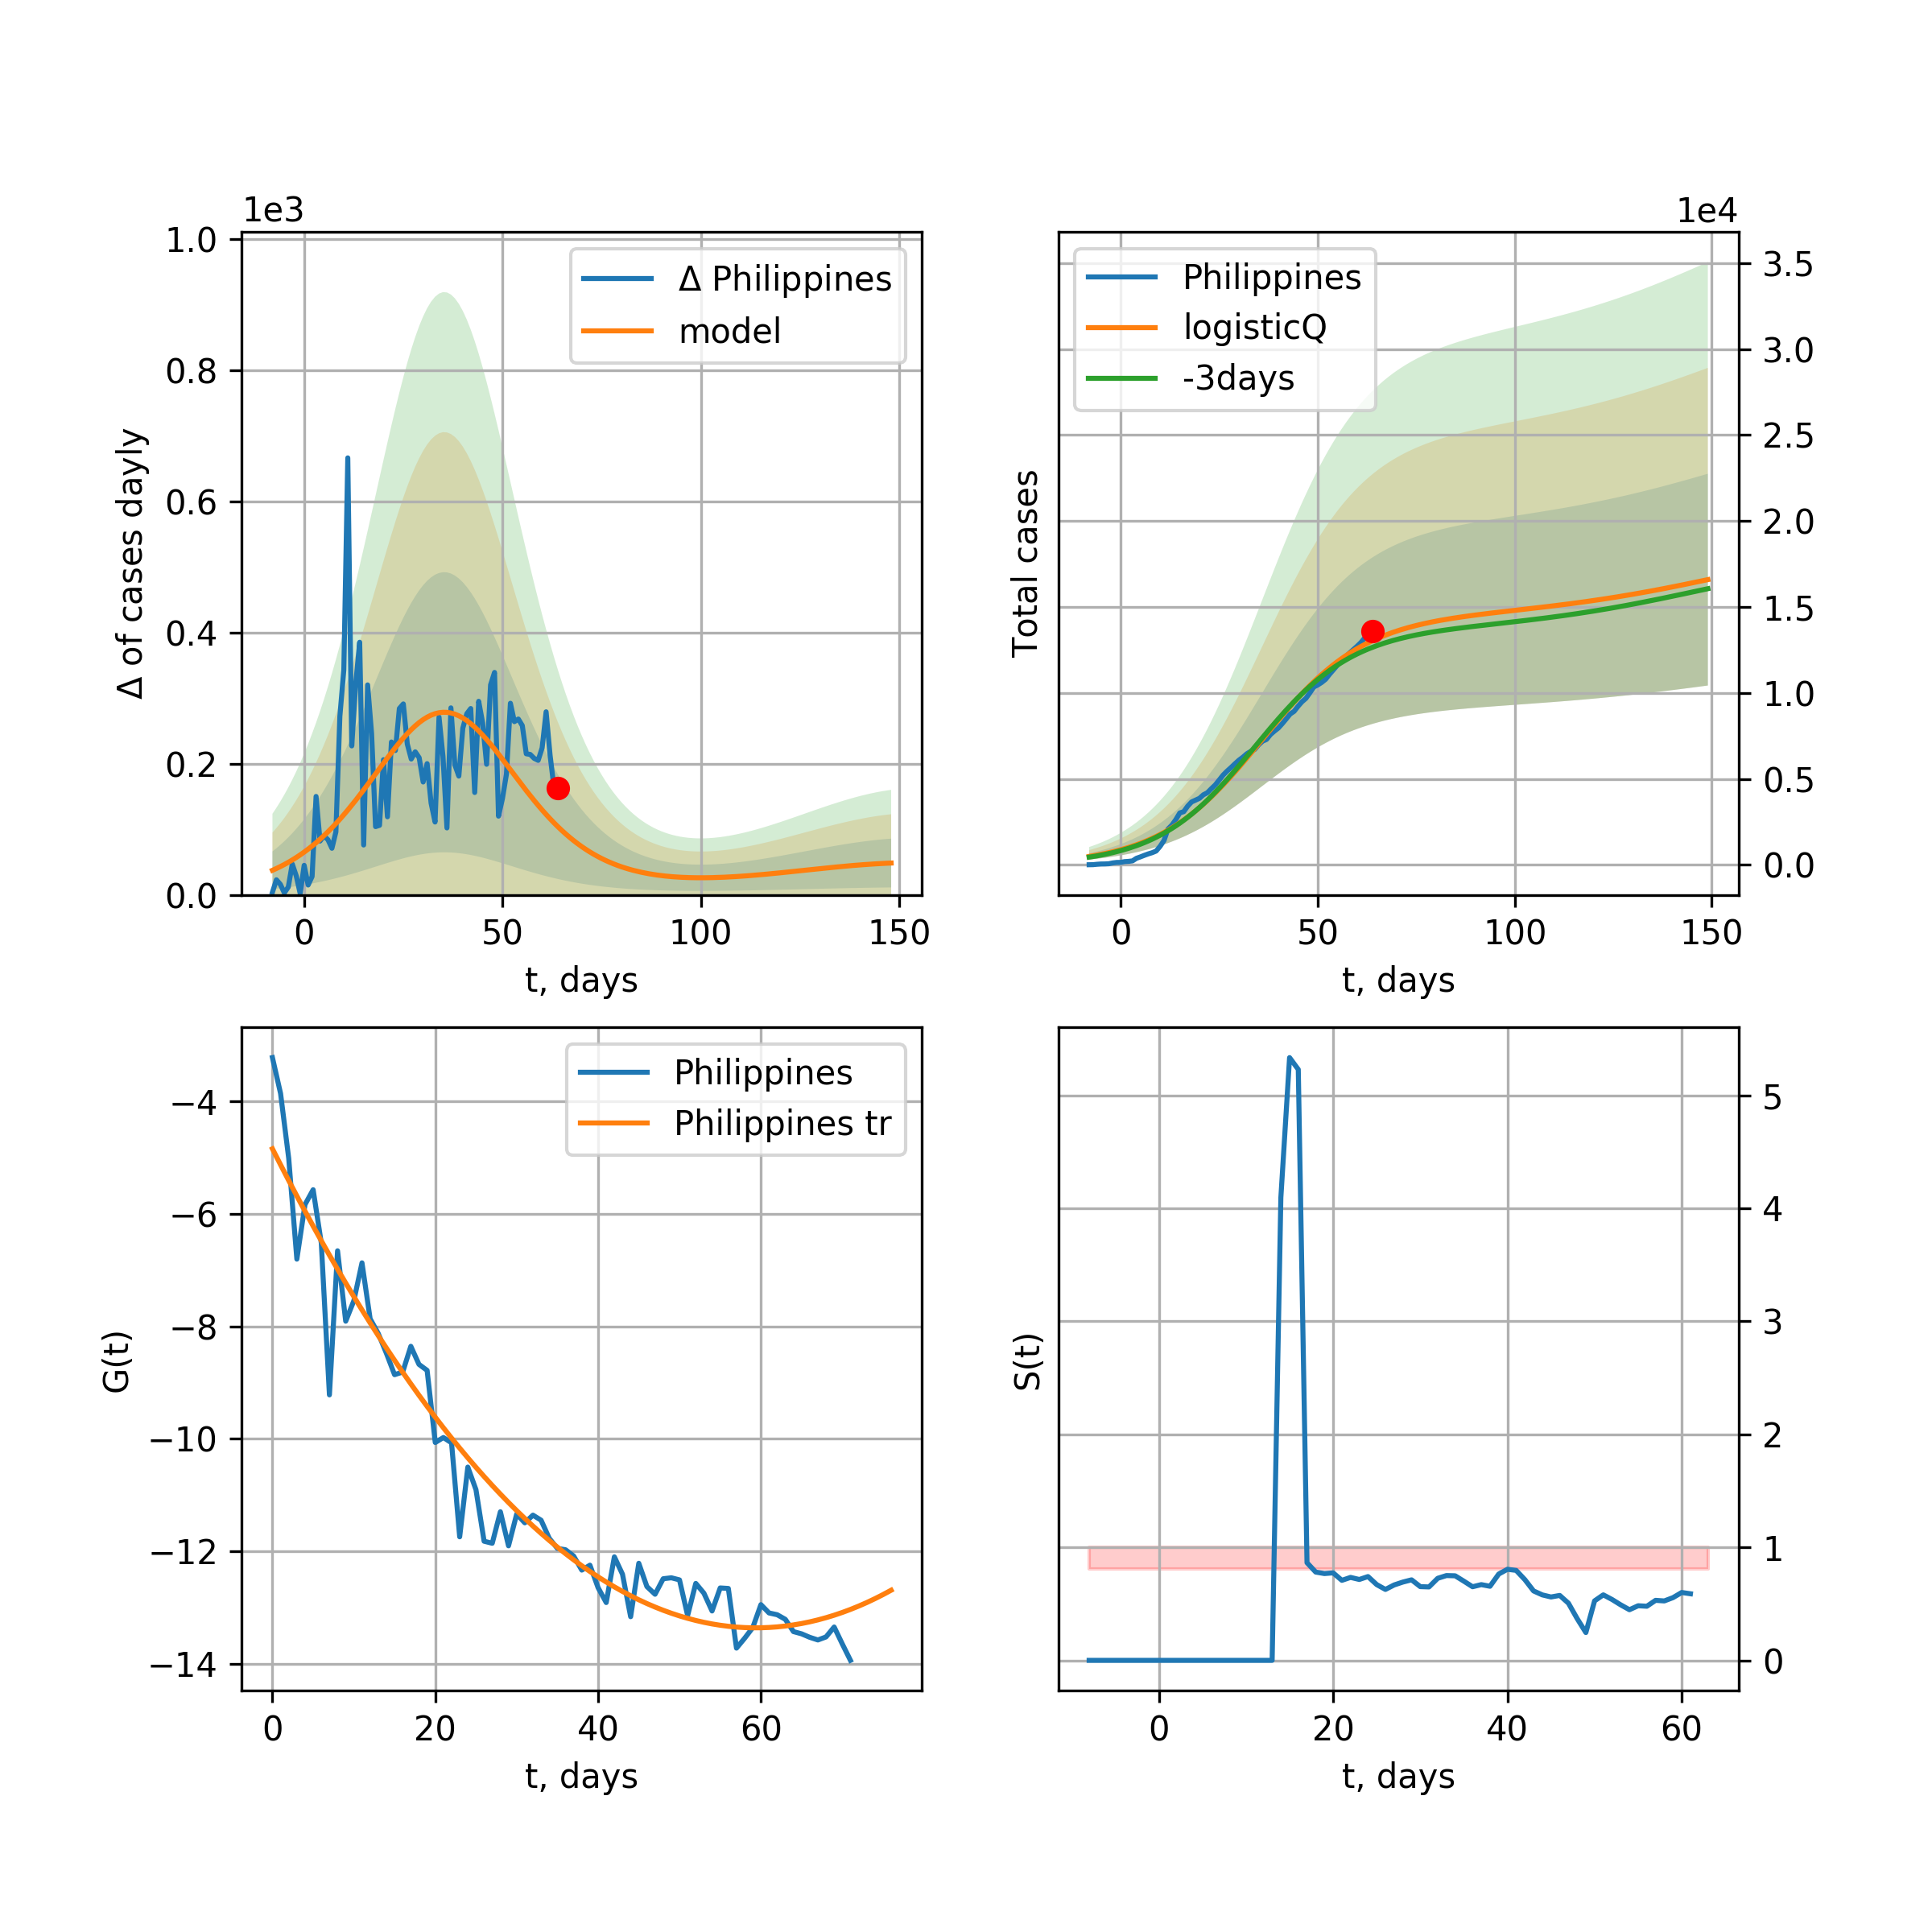 1e3
1.0
0.8
0.6
0.4
0.2
0.0
Δ of cases dayly
0 50 100 150
t, days
Δ Philippines
model
1e4
3.5
3.0
2.5
2.0
1.5
1.0
0.5
0.0
Total cases
0 50 100 150
t, days
Philippines
logisticQ
-3days
−4
−6
−8
−10
−12
−14
G(t)
0 20 40 60
t, days
Philippines
Philippines tr
5
4
3
2
1
0
S(t)
0 20 40 60
t, days